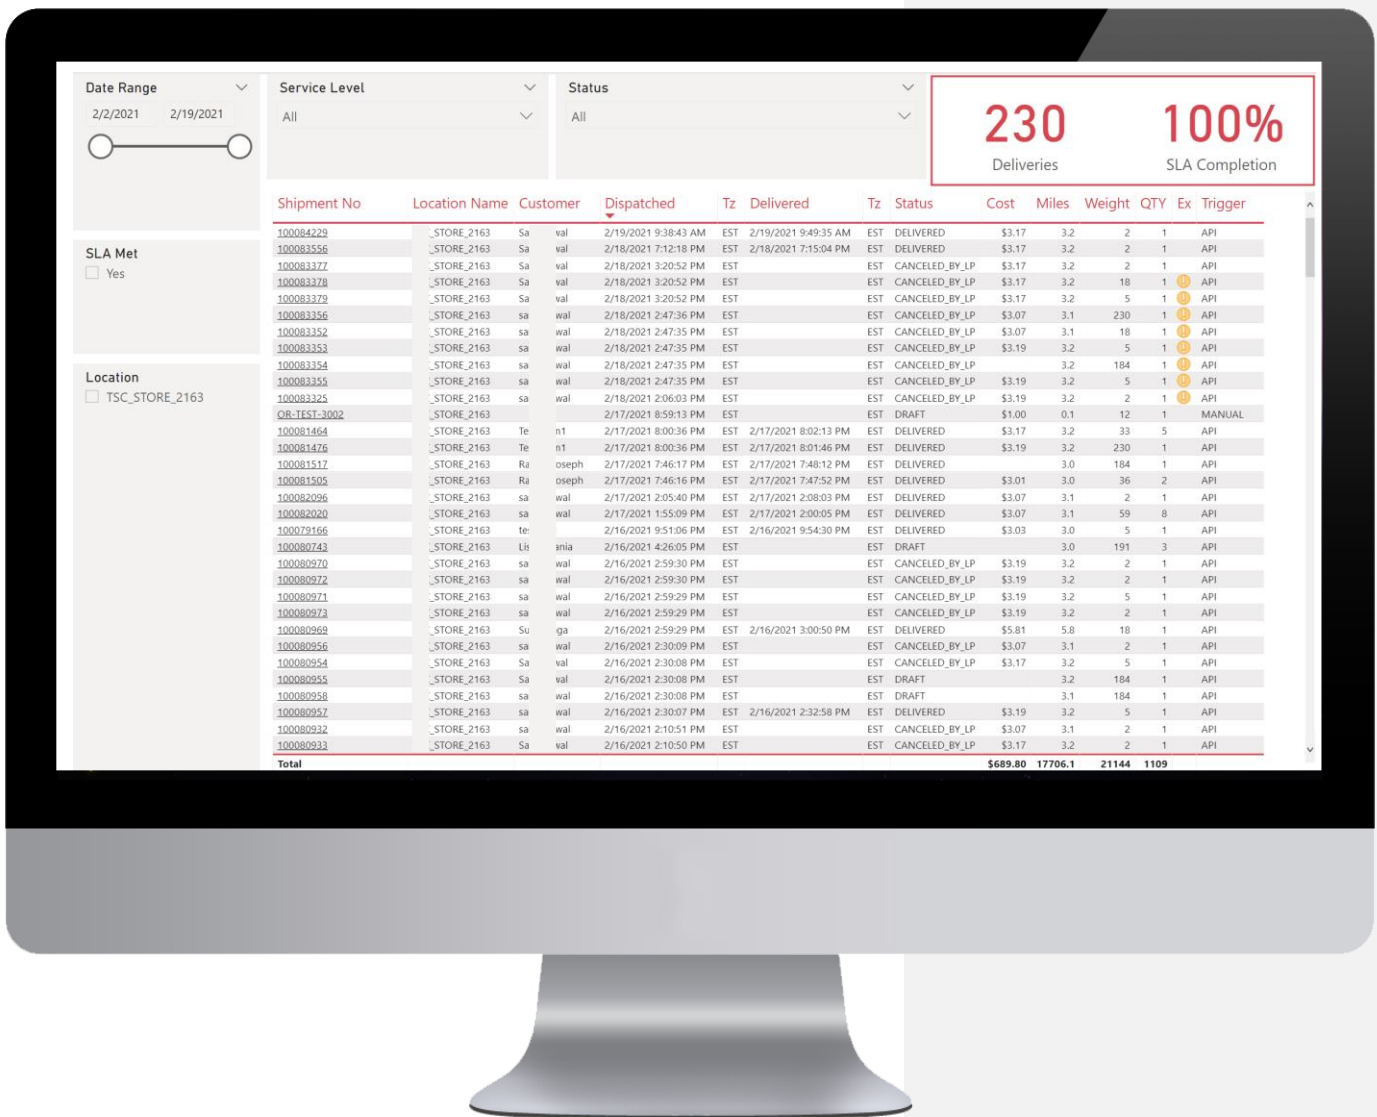 Date Range
2/2/2021 2/19/2021
Service Level
All
Status
All
230 100%
Deliveries SLA Completion
SLA Met
Yes
Location
TSC_STORE_2163
Shipment No Location Name Customer Dispatched Tz Delivered Tz Status Cost Miles Weight QTY Ex Trigger
100084229 _STORE_2163 Sa wal 2/19/2021 9:38:43 AM EST 2/19/2021 9:49:35 AM EST DELIVERED $3.17 3.2 2 1 API
100083556 _STORE_2163 Sa wal 2/18/2021 7:12:18 PM EST 2/18/2021 7:15:04 PM EST DELIVERED $3.17 3.2 2 1 API
100083377 _STORE_2163 Sa wal 2/18/2021 3:20:52 PM EST EST CANCELED_BY_LP $3.17 3.2 2 1 API
100083378 _STORE_2163 Sa wal 2/18/2021 3:20:52 PM EST EST CANCELED_BY_LP $3.17 3.2 18 1 API
100083379 _STORE_2163 Sa wal 2/18/2021 3:20:52 PM EST EST CANCELED_BY_LP $3.17 3.2 5 1 API
100083356 _STORE_2163 sa wal 2/18/2021 2:47:36 PM EST EST CANCELED_BY_LP $3.07 3.1 230 1 API
100083352 _STORE_2163 sa wal 2/18/2021 2:47:35 PM EST EST CANCELED_BY_LP $3.07 3.1 18 1 API
100083353 _STORE_2163 sa wal 2/18/2021 2:47:35 PM EST EST CANCELED_BY_LP $3.19 3.2 5 1 API
100083354 _STORE_2163 sa wal 2/18/2021 2:47:35 PM EST EST CANCELED_BY_LP 3.2 184 1 API
100083355 _STORE_2163 sa wal 2/18/2021 2:47:35 PM EST EST CANCELED_BY_LP $3.19 3.2 5 1 API
100083325 _STORE_2163 sa wal 2/18/2021 2:06:03 PM EST EST CANCELED_BY_LP $3.19 3.2 2 1 API
OR-TEST-3002 _STORE_2163 2/17/2021 8:59:13 PM EST EST DRAFT $1.00 0.1 12 1 MANUAL
100081464 _STORE_2163 Te n1 2/17/2021 8:00:36 PM EST 2/17/2021 8:02:13 PM EST DELIVERED $3.17 3.2 33 5 API
100081476 _STORE_2163 Te n1 2/17/2021 8:00:36 PM EST 2/17/2021 8:01:46 PM EST DELIVERED $3.19 3.2 230 1 API
100081517 _STORE_2163 Ra oseph 2/17/2021 7:46:17 PM EST 2/17/2021 7:48:12 PM EST DELIVERED 3.0 184 1 API
100081505 _STORE_2163 Ra oseph 2/17/2021 7:46:16 PM EST 2/17/2021 7:47:52 PM EST DELIVERED $3.01 3.0 36 2 API
100082096 _STORE_2163 sa wal 2/17/2021 2:05:40 PM EST 2/17/2021 2:08:03 PM EST DELIVERED $3.07 3.1 2 1 API
100082020 _STORE_2163 sa wal 2/17/2021 1:55:09 PM EST 2/17/2021 2:00:05 PM EST DELIVERED $3.07 3.1 59 8 API
100079166 _STORE_2163 te 2/16/2021 9:51:06 PM EST 2/16/2021 9:54:30 PM EST DELIVERED $3.03 3.0 5 1 API
100080743 _STORE_2163 Lis ania 2/16/2021 4:26:05 PM EST EST DRAFT 3.0 191 3 API
100080970 _STORE_2163 sa wal 2/16/2021 2:59:30 PM EST EST CANCELED_BY_LP $3.19 3.2 2 1 API
100080972 _STORE_2163 sa wal 2/16/2021 2:59:30 PM EST EST CANCELED_BY_LP $3.19 3.2 2 1 API
100080971 _STORE_2163 sa wal 2/16/2021 2:59:29 PM EST EST CANCELED_BY_LP $3.19 3.2 5 1 API
100080973 _STORE_2163 sa wal 2/16/2021 2:59:29 PM EST EST CANCELED_BY_LP $3.19 3.2 2 1 API
100080969 _STORE_2163 Su ga 2/16/2021 2:59:29 PM EST 2/16/2021 3:00:50 PM EST DELIVERED $5.81 5.8 18 1 API
100080956 _STORE_2163 sa wal 2/16/2021 2:30:09 PM EST EST CANCELED_BY_LP $3.07 3.1 2 1 API
100080954 _STORE_2163 Sa val 2/16/2021 2:30:08 PM EST EST CANCELED_BY_LP $3.17 3.2 5 1 API
100080955 _STORE_2163 Sa wal 2/16/2021 2:30:08 PM EST EST DRAFT 3.2 184 1 API
100080958 _STORE_2163 sa wal 2/16/2021 2:30:08 PM EST EST DRAFT 3.1 184 1 API
100080957 _STORE_2163 sa wal 2/16/2021 2:30:07 PM EST 2/16/2021 2:32:58 PM EST DELIVERED $3.19 3.2 5 1 API
100080932 _STORE_2163 sa wal 2/16/2021 2:10:51 PM EST EST CANCELED_BY_LP $3.07 3.1 2 1 API
100080933 _STORE_2163 Sa wal 2/16/2021 2:10:50 PM EST EST CANCELED_BY_LP $3.17 3.2 2 1 API
Total $689.80 17706.1 21144 1109